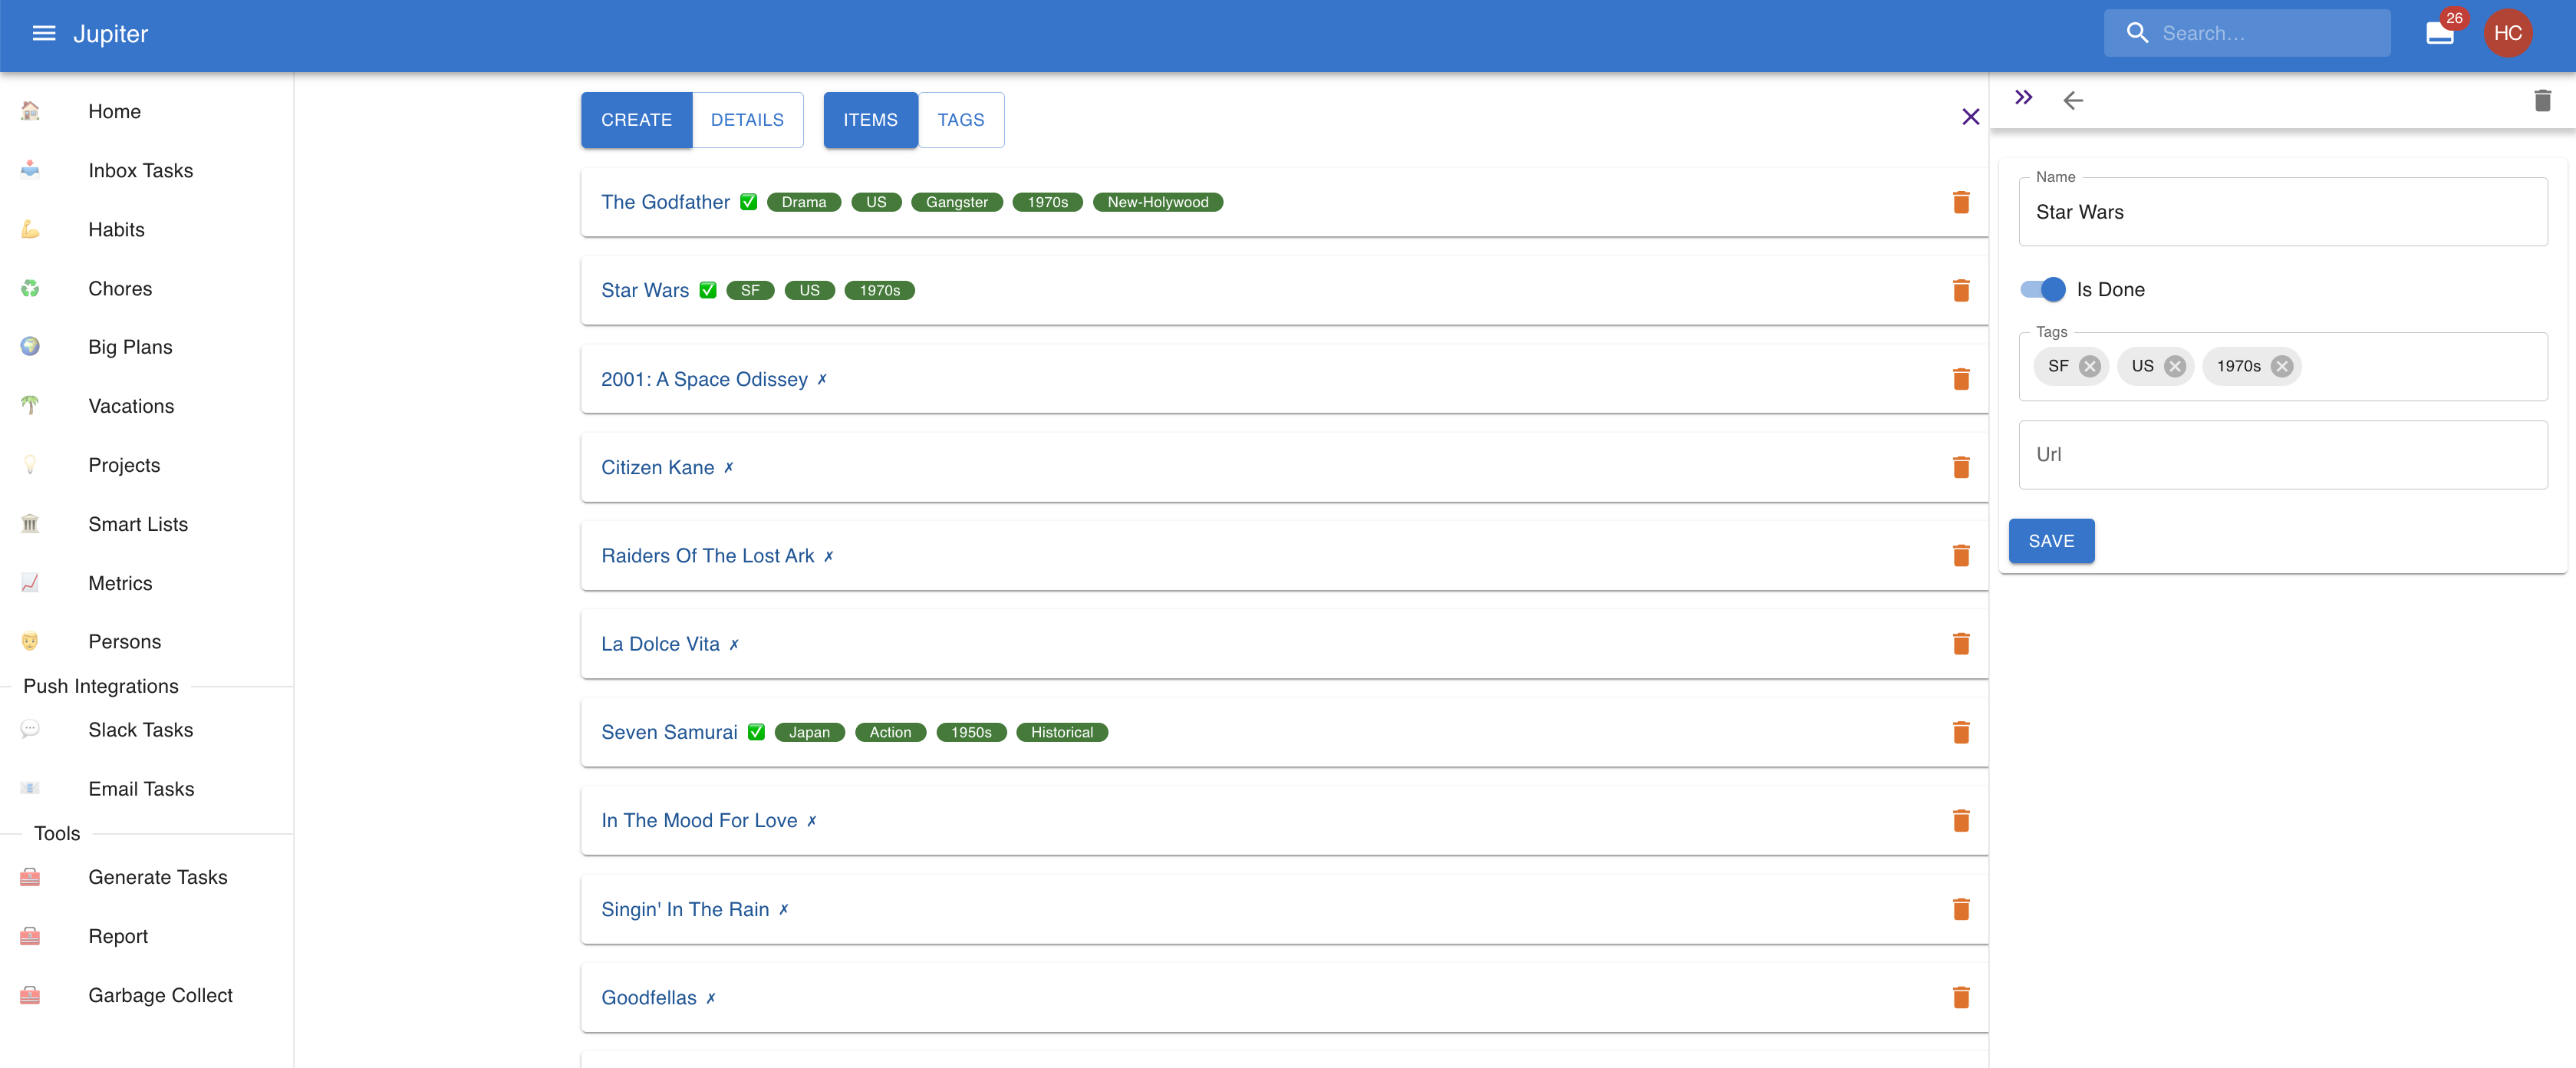 Jupiter
Search...
26
HC
Home
Inbox Tasks
Habits
Chores
Big Plans
Vacations
Projects
Smart Lists
Metrics
Persons
Push Integrations
Slack Tasks
Email Tasks
Tools
Generate Tasks
Report
Garbage Collect
CREATE DETAILS ITEMS TAGS
The Godfather ✅ Drama US Gangster 1970s New-Holywood
Star Wars ✅ SF US 1970s
2001: A Space Odissey ✗
Citizen Kane ✗
Raiders Of The Lost Ark ✗
La Dolce Vita ✗
Seven Samurai ✅ Japan Action 1950s Historical
In The Mood For Love ✗
Singin' In The Rain ✗
Goodfellas ✗
Name
Star Wars
Is Done
Tags
SF US 1970s
Url
SAVE